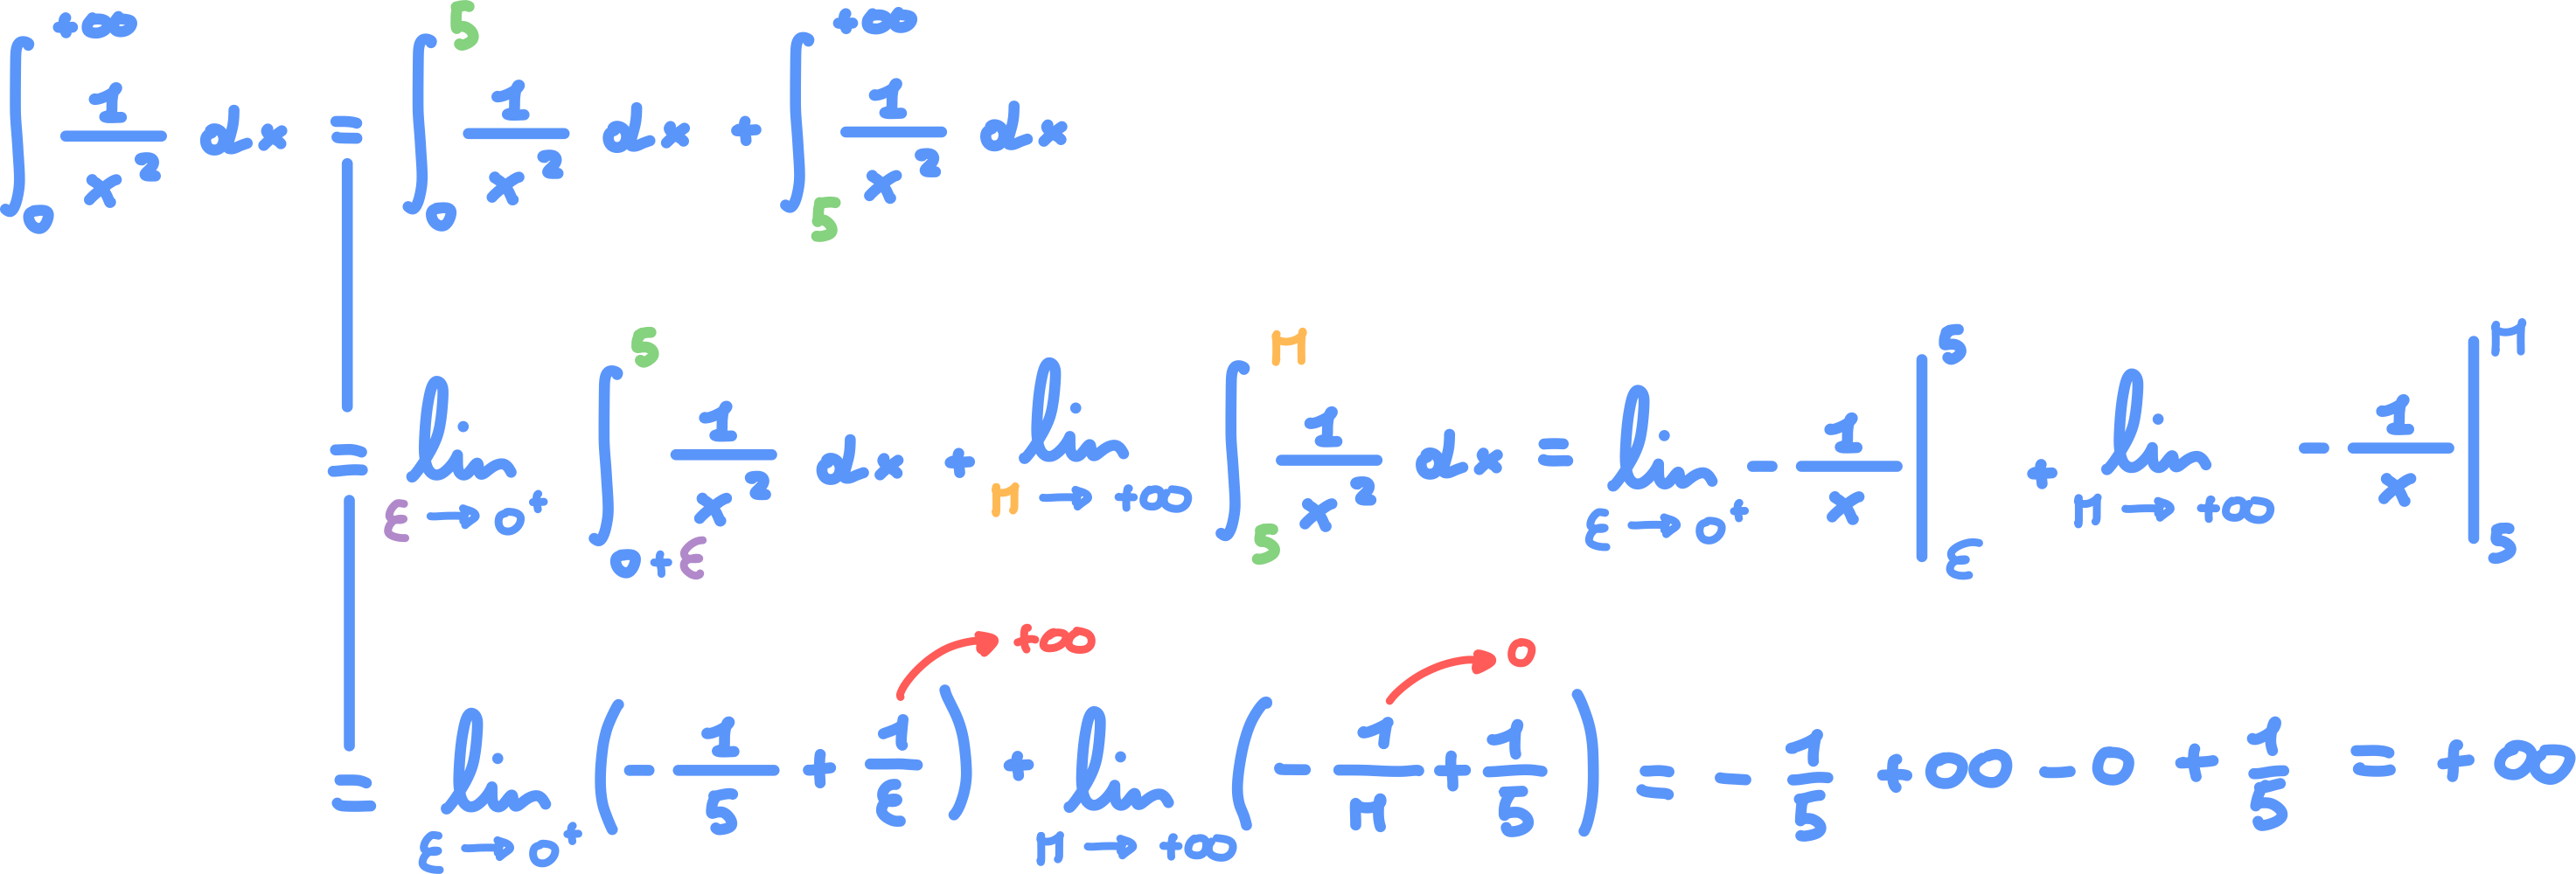 ∫₀^{+∞} 1/x² dx = ∫₀^5 1/x² dx + ∫₅^{+∞} 1/x² dx
= lim_{ε→0⁺} ∫_{0+ε}^5 1/x² dx + lim_{M→+∞} ∫₅^M 1/x² dx = lim_{ε→0⁺} - 1/x |_ε^5 + lim_{M→+∞} - 1/x |_5^M
+∞ 0
= lim_{ε→0⁺} (- 1/5 + 1/ε) + lim_{M→+∞} (- 1/M + 1/5) = - 1/5 + ∞ - 0 + 1/5 = +∞